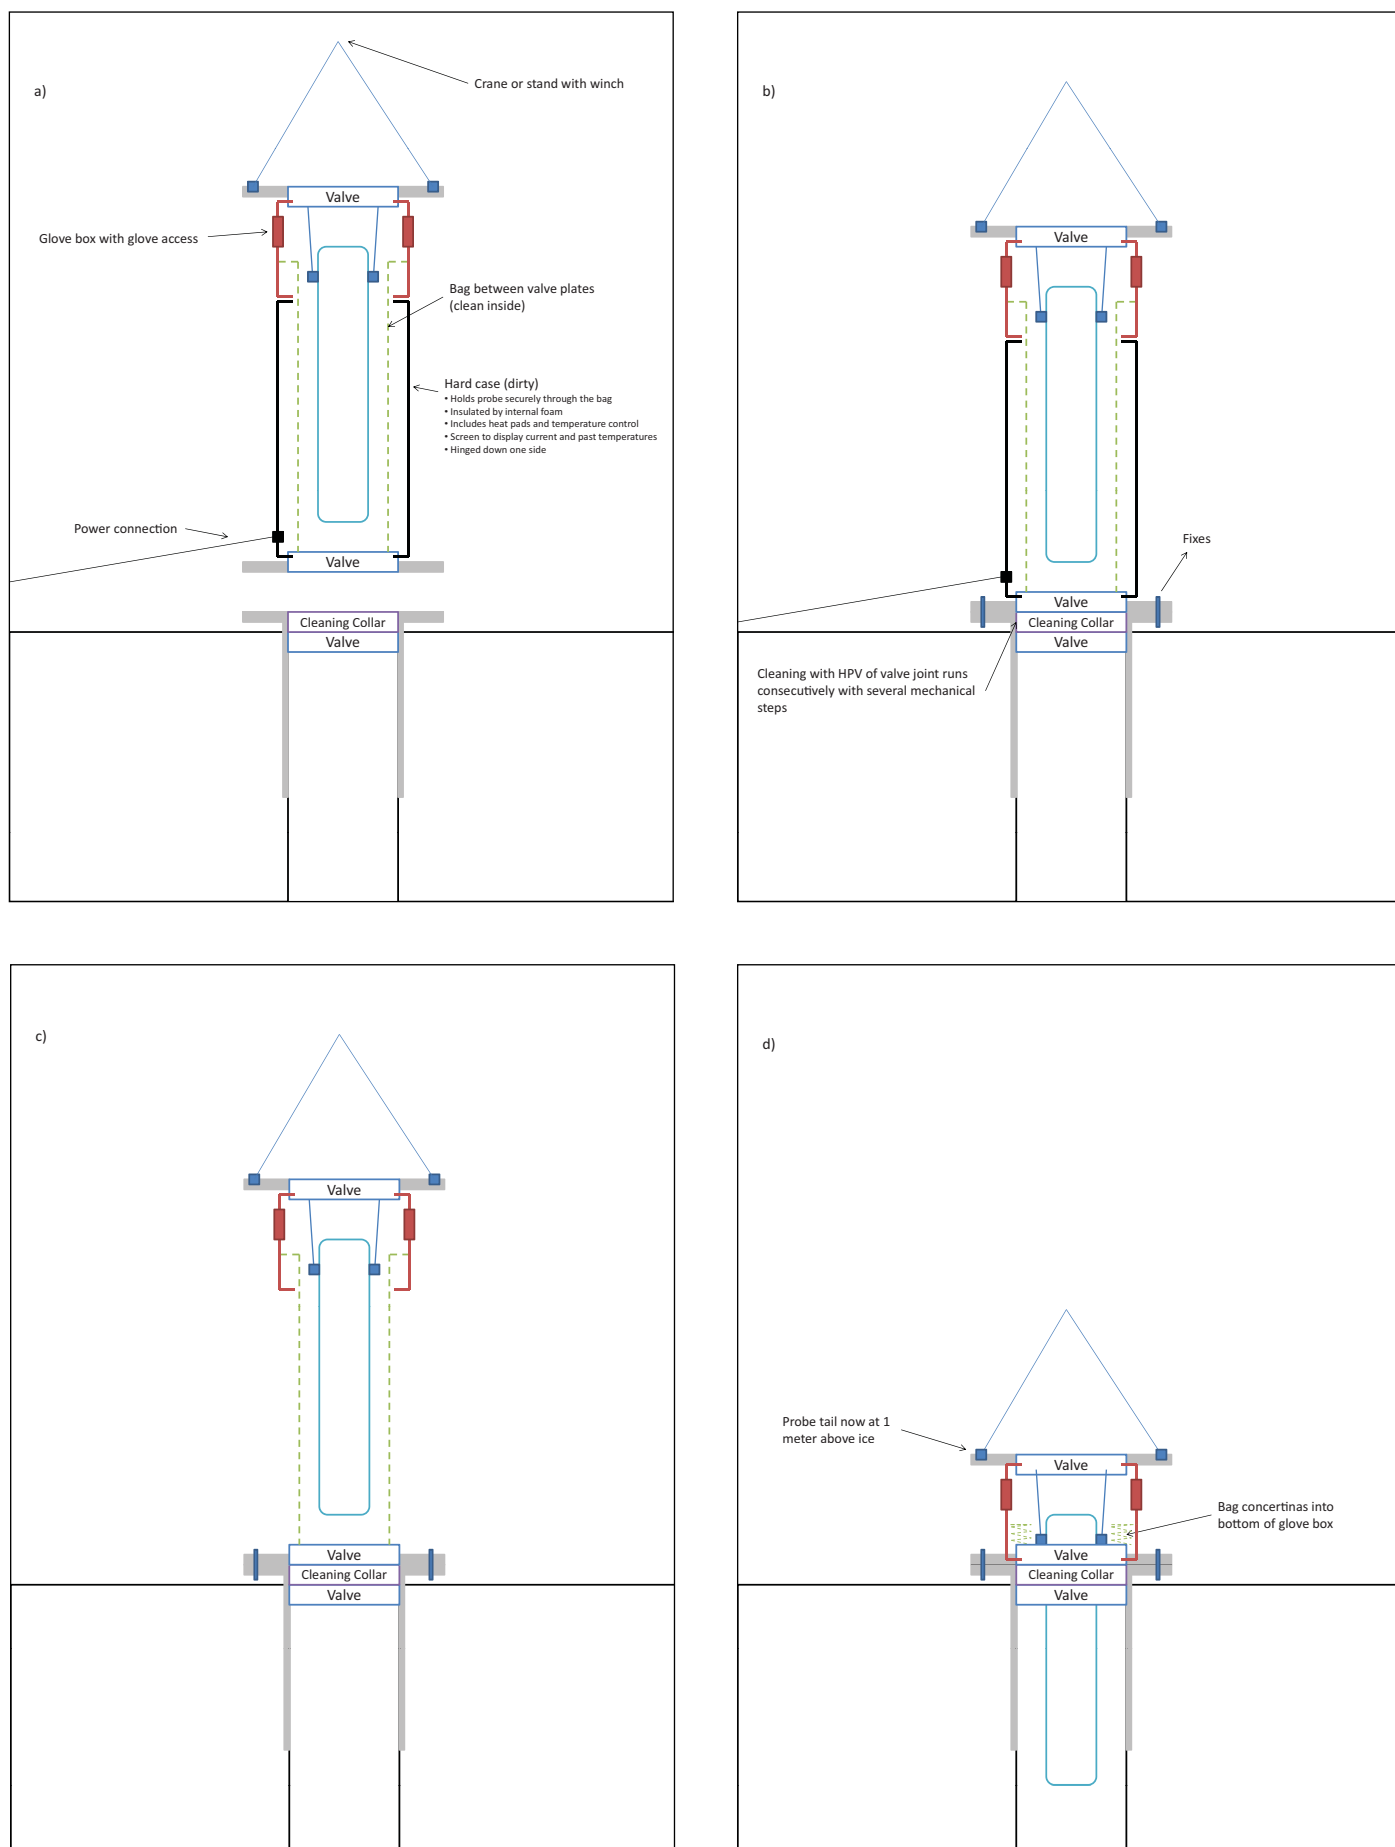 a)
Crane or stand with winch
Valve
Glove box with glove access
Bag between valve plates
(clean inside)
Hard case (dirty)
• Holds probe securely through the bag
• Insulated by internal foam
• Includes heat pads and temperature control
• Screen to display current and past temperatures
• Hinged down one side
Power connection
Valve
Cleaning Collar
Valve
b)
Valve
Fixes
Valve
Cleaning Collar
Valve
Cleaning with HPV of valve joint runs
consecutively with several mechanical
steps
c)
Valve
Valve
Cleaning Collar
Valve
d)
Probe tail now at 1
meter above ice
Valve
Bag concertinas into
bottom of glove box
Valve
Cleaning Collar
Valve